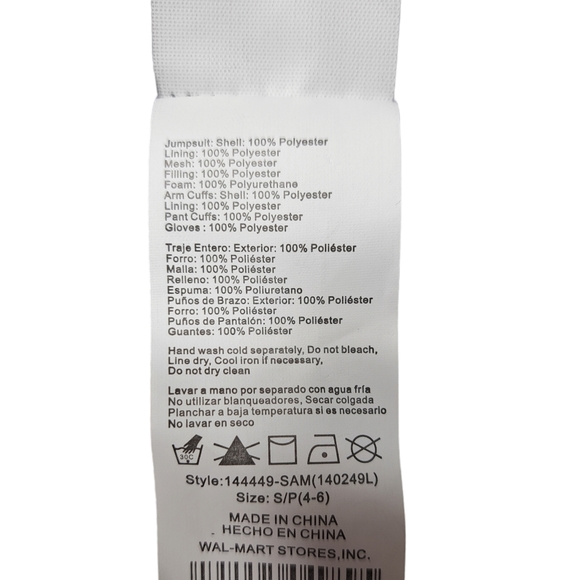 Jumpsuit: Shell: 100% Polyester
Lining: 100% Polyester
Mesh: 100% Polyester
Filling: 100% Polyester
Foam: 100% Polyurethane
Arm Cuffs: Shell: 100% Polyester
Lining: 100% Polyester
Pant Cuffs: 100% Polyester
Gloves : 100% Polyester
Traje Entero: Exterior: 100% Poliéster
Forro: 100% Poliéster
Malla: 100% Poliéster
Relleno: 100% Poliéster
Espuma: 100% Poliuretano
Puños de Brazo: Exterior: 100% Poliéster
Forro: 100% Poliéster
Puños de Pantalón: 100% Poliéster
Guantes: 100% Poliéster
Hand wash cold separately, Do not bleach,
Line dry, Cool iron if necessary,
Do not dry clean
Lavar a mano por separado con agua fría
No utilizar blanqueadores, Secar colgada
Planchar a baja temperatura si es necesario
No lavar en seco
30C
Style:144449-SAM(140249L)
Size: S/P(4-6)
MADE IN CHINA
HECHO EN CHINA
WAL-MART STORES,INC.